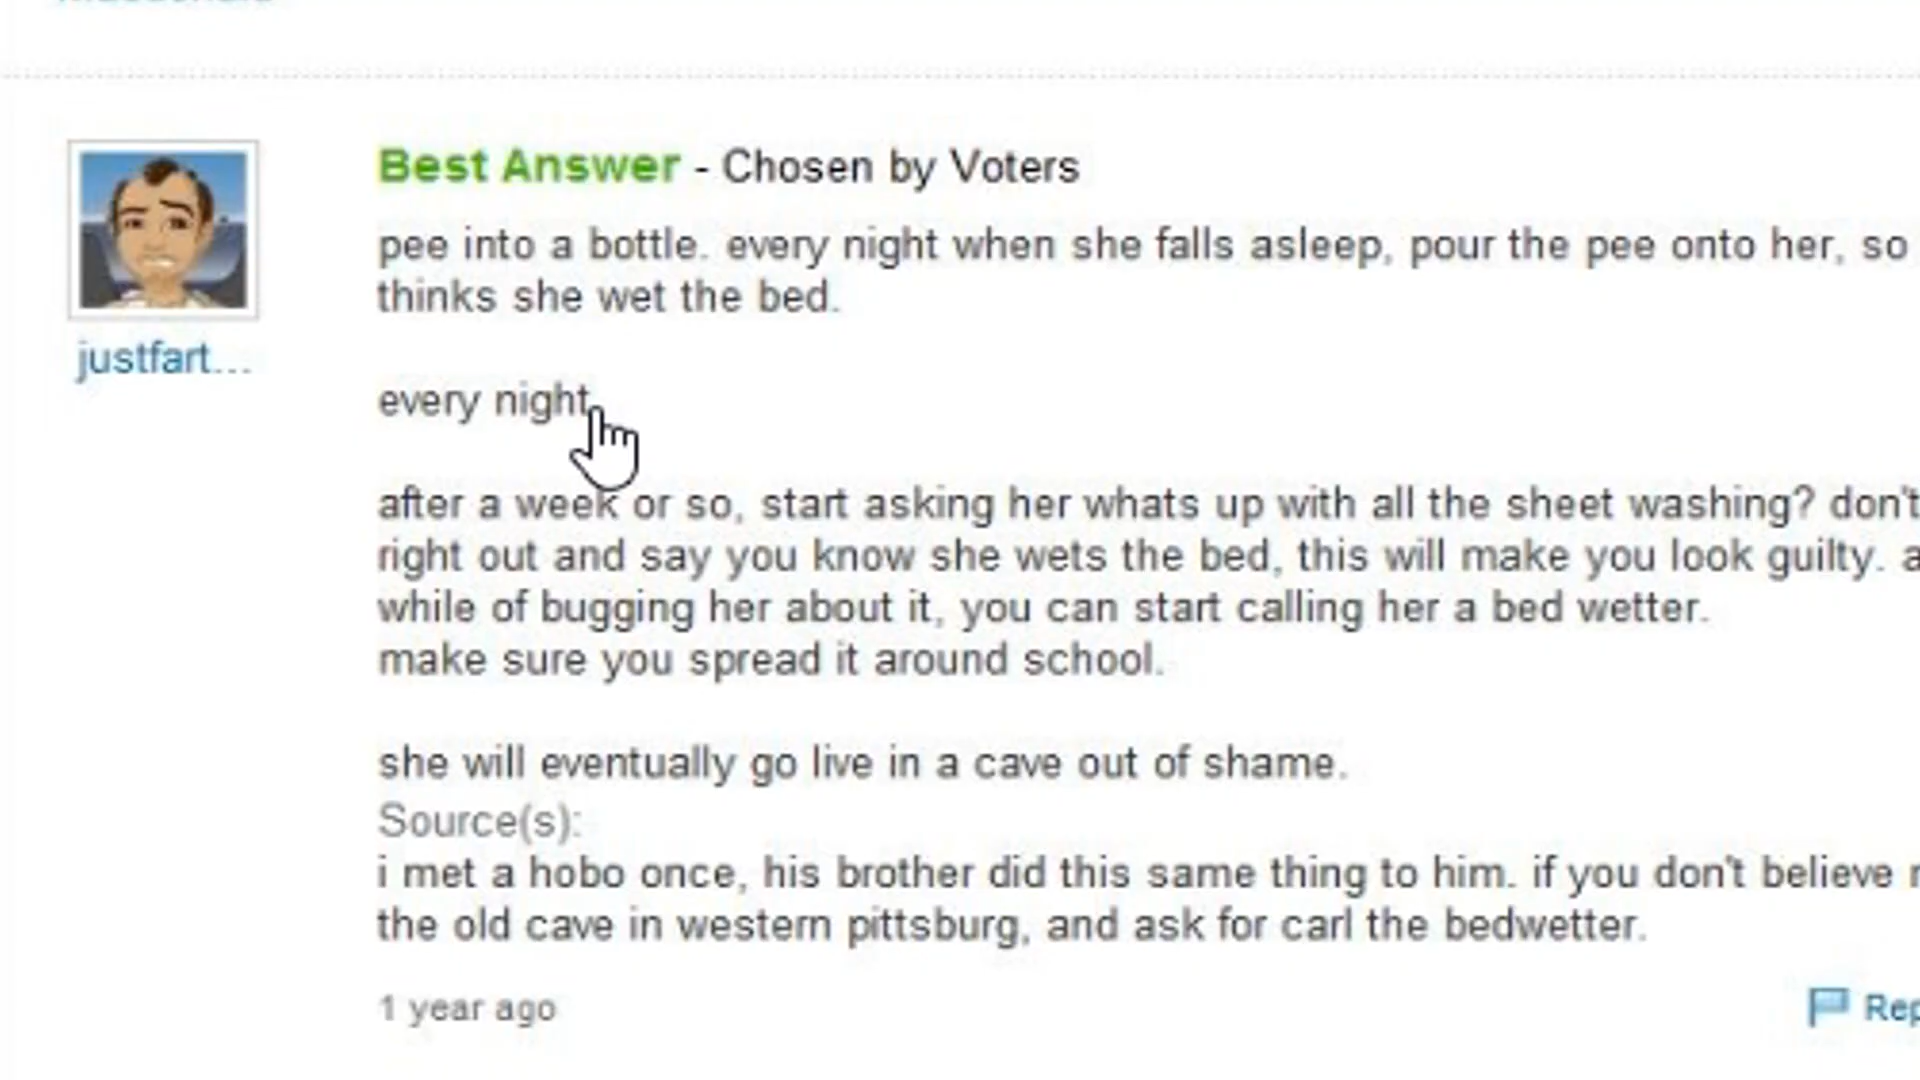 Best Answer - Chosen by Voters
pee into a bottle. every night when she falls asleep, pour the pee onto her, so
thinks she wet the bed.
justfart...
every night.
after a week or so, start asking her whats up with all the sheet washing? don't
right out and say you know she wets the bed, this will make you look guilty. a
while of bugging her about it, you can start calling her a bed wetter.
make sure you spread it around school.
she will eventually go live in a cave out of shame.
Source(s):
i met a hobo once, his brother did this same thing to him. if you don't believe
the old cave in western pittsburg, and ask for carl the bedwetter.
1 year ago
Rep